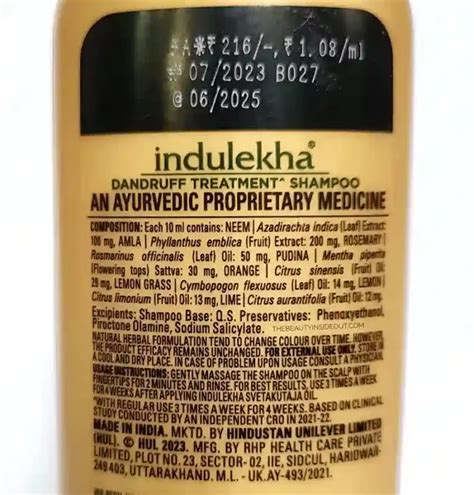 ₹ 216/-, ₹ 1.08/ml
07/2023 B027
@ 06/2025
indulekha®
DANDRUFF TREATMENT^ SHAMPOO
AN AYURVEDIC PROPRIETARY MEDICINE
COMPOSITION: Each 10 ml contains: NEEM | Azadirachta indica (Leaf) Extract
100 mg, AMLA | Phyllanthus emblica (Fruit) Extract: 200 mg, ROSEMARY |
Rosmarinus officinalis (Leaf) Oil: 50 mg, PUDINA | Mentha piperita
(Flowering tops) Sattva: 30 mg, ORANGE | Citrus sinensis (Fruit) Oil:
29 mg, LEMON GRASS | Cymbopogon flexuosus (Leaf) Oil: 14 mg, LEMON |
Citrus limonium (Fruit) Oil: 13 mg, LIME | Citrus aurantifolia (Fruit) Oil: 12 mg.
Excipients: Shampoo Base: Q.S. Preservatives: Phenoxyethanol,
Piroctone Olamine, Sodium Salicylate.
THEBEAUTYINSIDEOUT.COM
NATURAL HERBAL FORMULATION TEND TO CHANGE COLOUR OVER TIME. HOWEVER,
THE PRODUCT EFFICACY REMAINS UNCHANGED. FOR EXTERNAL USE ONLY. STORE IN
A COOL AND DRY PLACE. IN CASE OF PROBLEM UPON USAGE CONSULT A PHYSICIAN.
USAGE INSTRUCTIONS: GENTLY MASSAGE THE SHAMPOO ON THE SCALP WITH
FINGERTIPS FOR 2 MINUTES AND RINSE. FOR BEST RESULTS, USE 3 TIMES A WEEK
FOR 4 WEEKS AFTER APPLYING INDULEKHA SVETAKUTAJA OIL.
^WITH REGULAR USE 3 TIMES A WEEK FOR 4 WEEKS. BASED ON CLINICAL
STUDY CONDUCTED BY AN INDEPENDENT CRO IN 2021-22.
MADE IN INDIA. MKTD. BY HINDUSTAN UNILEVER LIMITED
(HUL). © HUL 2023. MFG. BY RHP HEALTH CARE PRIVATE
LIMITED, PLOT NO. 23, SECTOR-02, IIE, SIDCUL, HARIDWAR-
249 403, UTTARAKHAND. M.L. - UK.AY-493/2021.